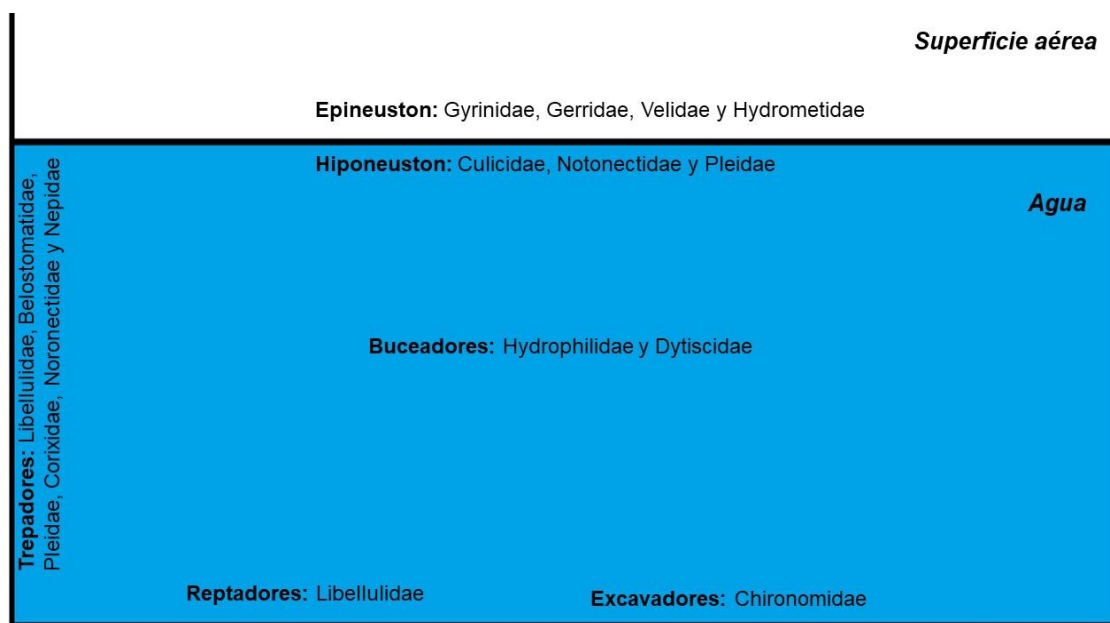 Superficie aérea
Epineuston: Gyrinidae, Gerridae, Velidae y Hydrometidae
Hiponeuston: Culicidae, Notonectidae y Pleidae
Agua
Trepadores: Libellulidae, Belostomatidae,
Pleidae, Corixidae, Noronectidae y Nepidae
Buceadores: Hydrophilidae y Dytiscidae
Reptadores: Libellulidae
Excavadores: Chironomidae